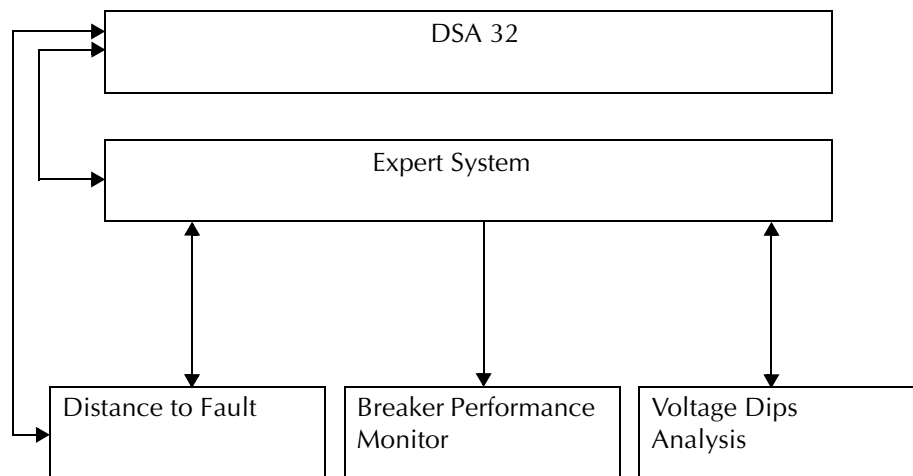 DSA 32
Expert System
Distance to Fault
Breaker Performance
Monitor
Voltage Dips
Analysis